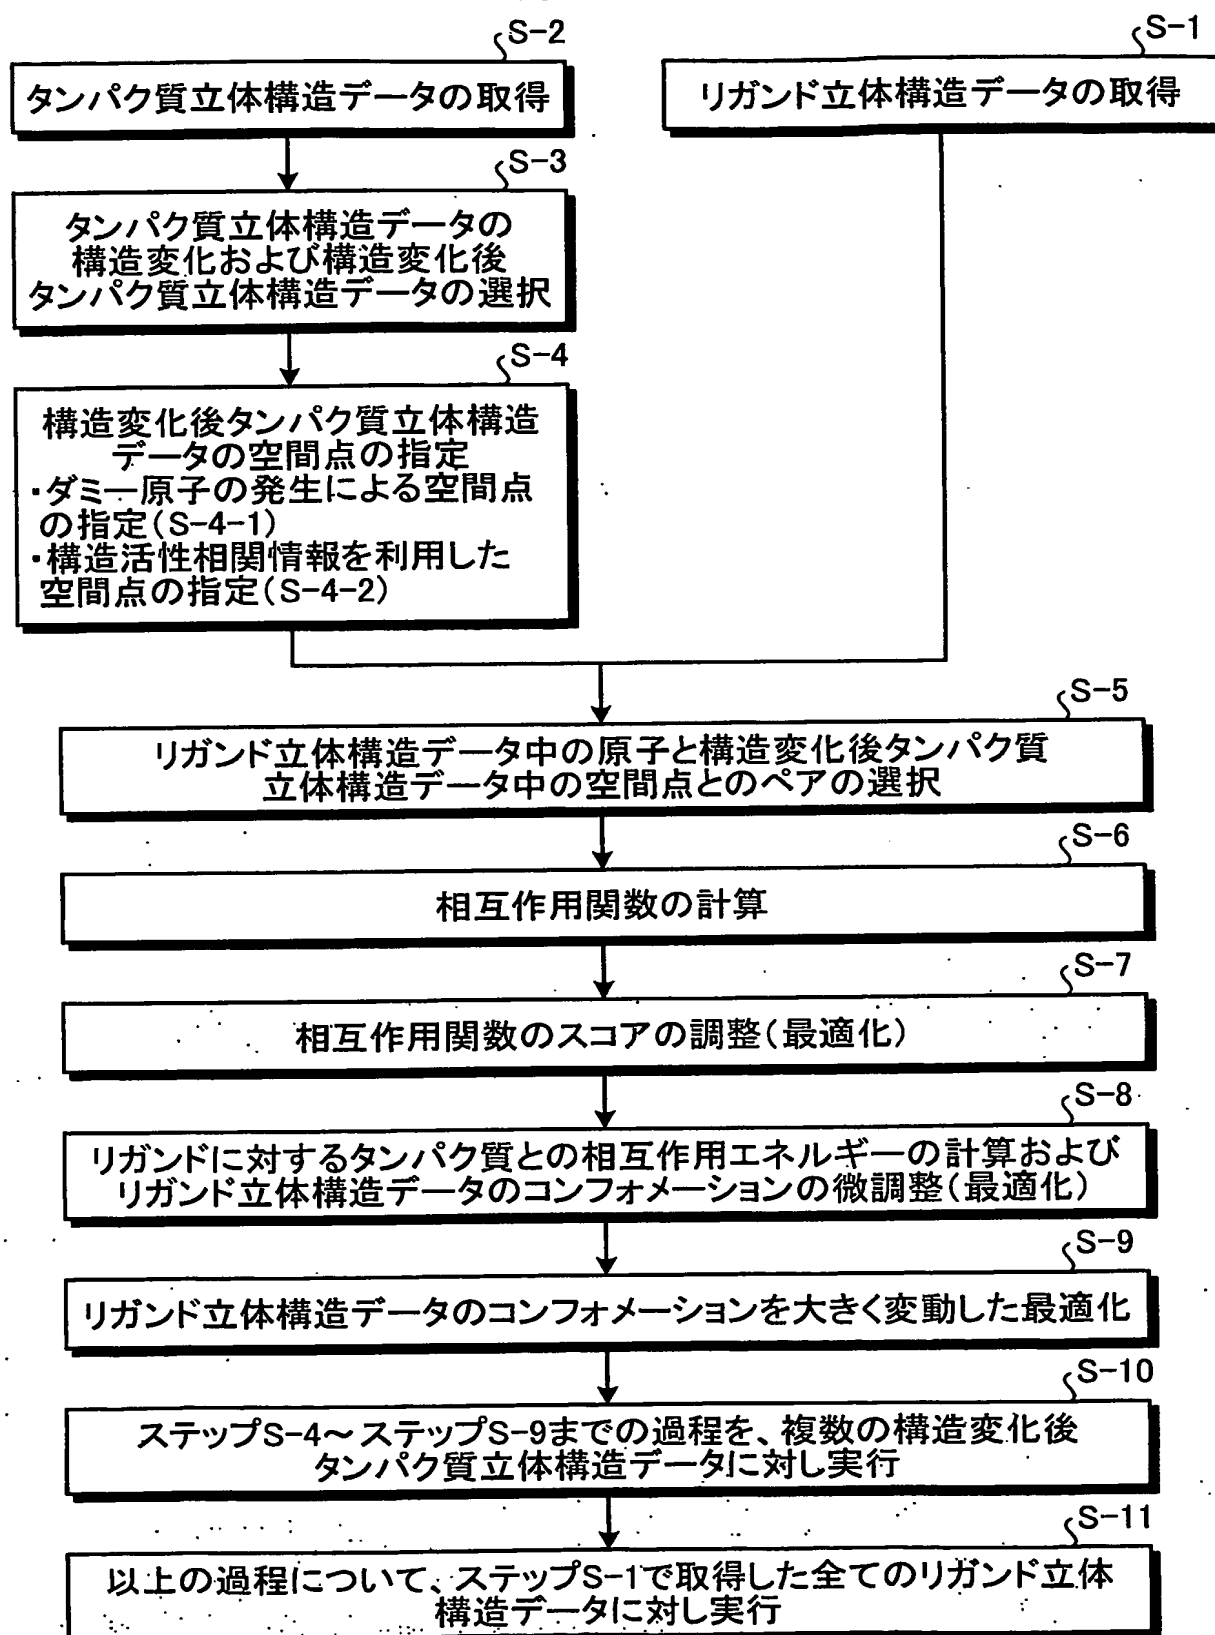 S-2
タンパク質立体構造データの取得
S-1
リガンド立体構造データの取得
S-3
タンパク質立体構造データの
構造変化および構造変化後
タンパク質立体構造データの選択
S-4
構造変化後タンパク質立体構造
データの空間点の指定
・ダミー原子の発生による空間点
の指定(S-4-1)
・構造活性相関情報を利用した
空間点の指定(S-4-2)
S-5
リガンド立体構造データ中の原子と構造変化後タンパク質
立体構造データ中の空間点とのペアの選択
S-6
相互作用関数の計算
S-7
相互作用関数のスコアの調整(最適化)
S-8
リガンドに対するタンパク質との相互作用エネルギーの計算および
リガンド立体構造データのコンフォメーションの微調整(最適化)
S-9
リガンド立体構造データのコンフォメーションを大きく変動した最適化
S-10
ステップS-4～ステップS-9までの過程を、複数の構造変化後
タンパク質立体構造データに対し実行
S-11
以上の過程について、ステップS-1で取得した全てのリガンド立体
構造データに対し実行